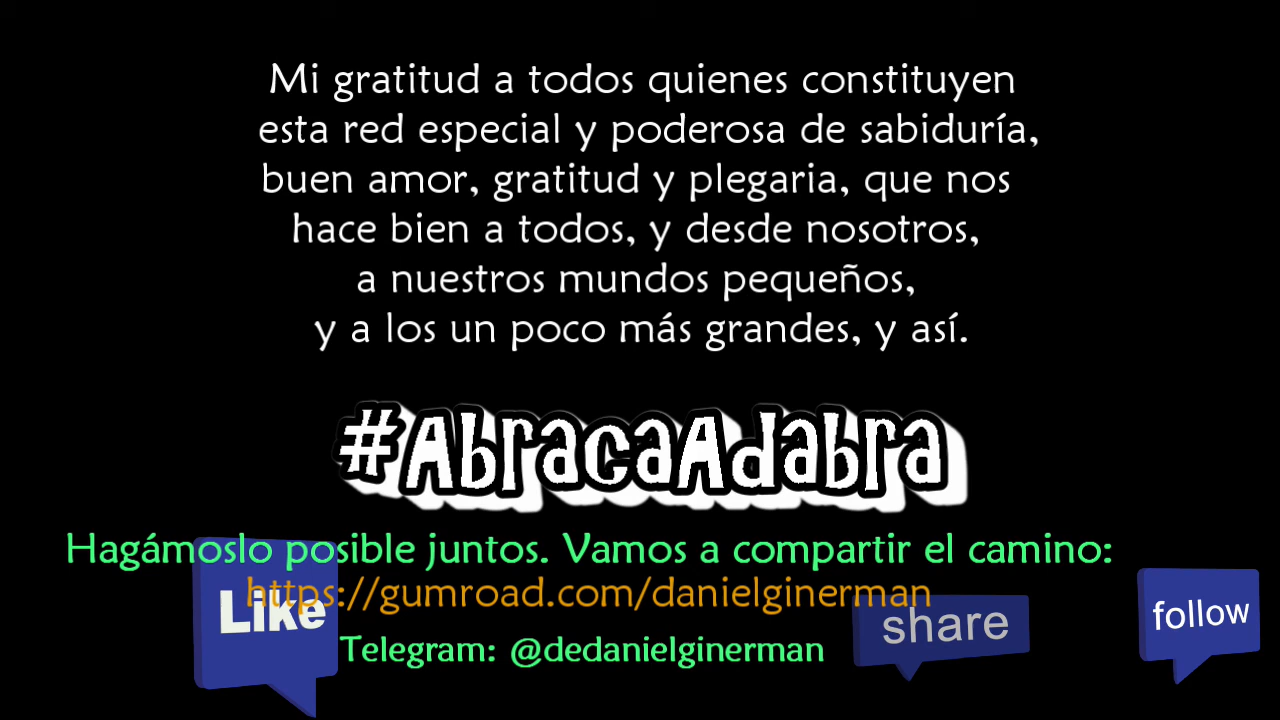 Mi gratitud a todos quienes constituyen
esta red especial y poderosa de sabiduría,
buen amor, gratitud y plegaria, que nos
hace bien a todos, y desde nosotros,
a nuestros mundos pequeños,
y a los un poco más grandes, y así.
#AbracaAdabra
Hagámoslo posible juntos. Vamos a compartir el camino:
https://gumroad.com/danielginerman
Like
share
follow
Telegram: @dedanielginerman